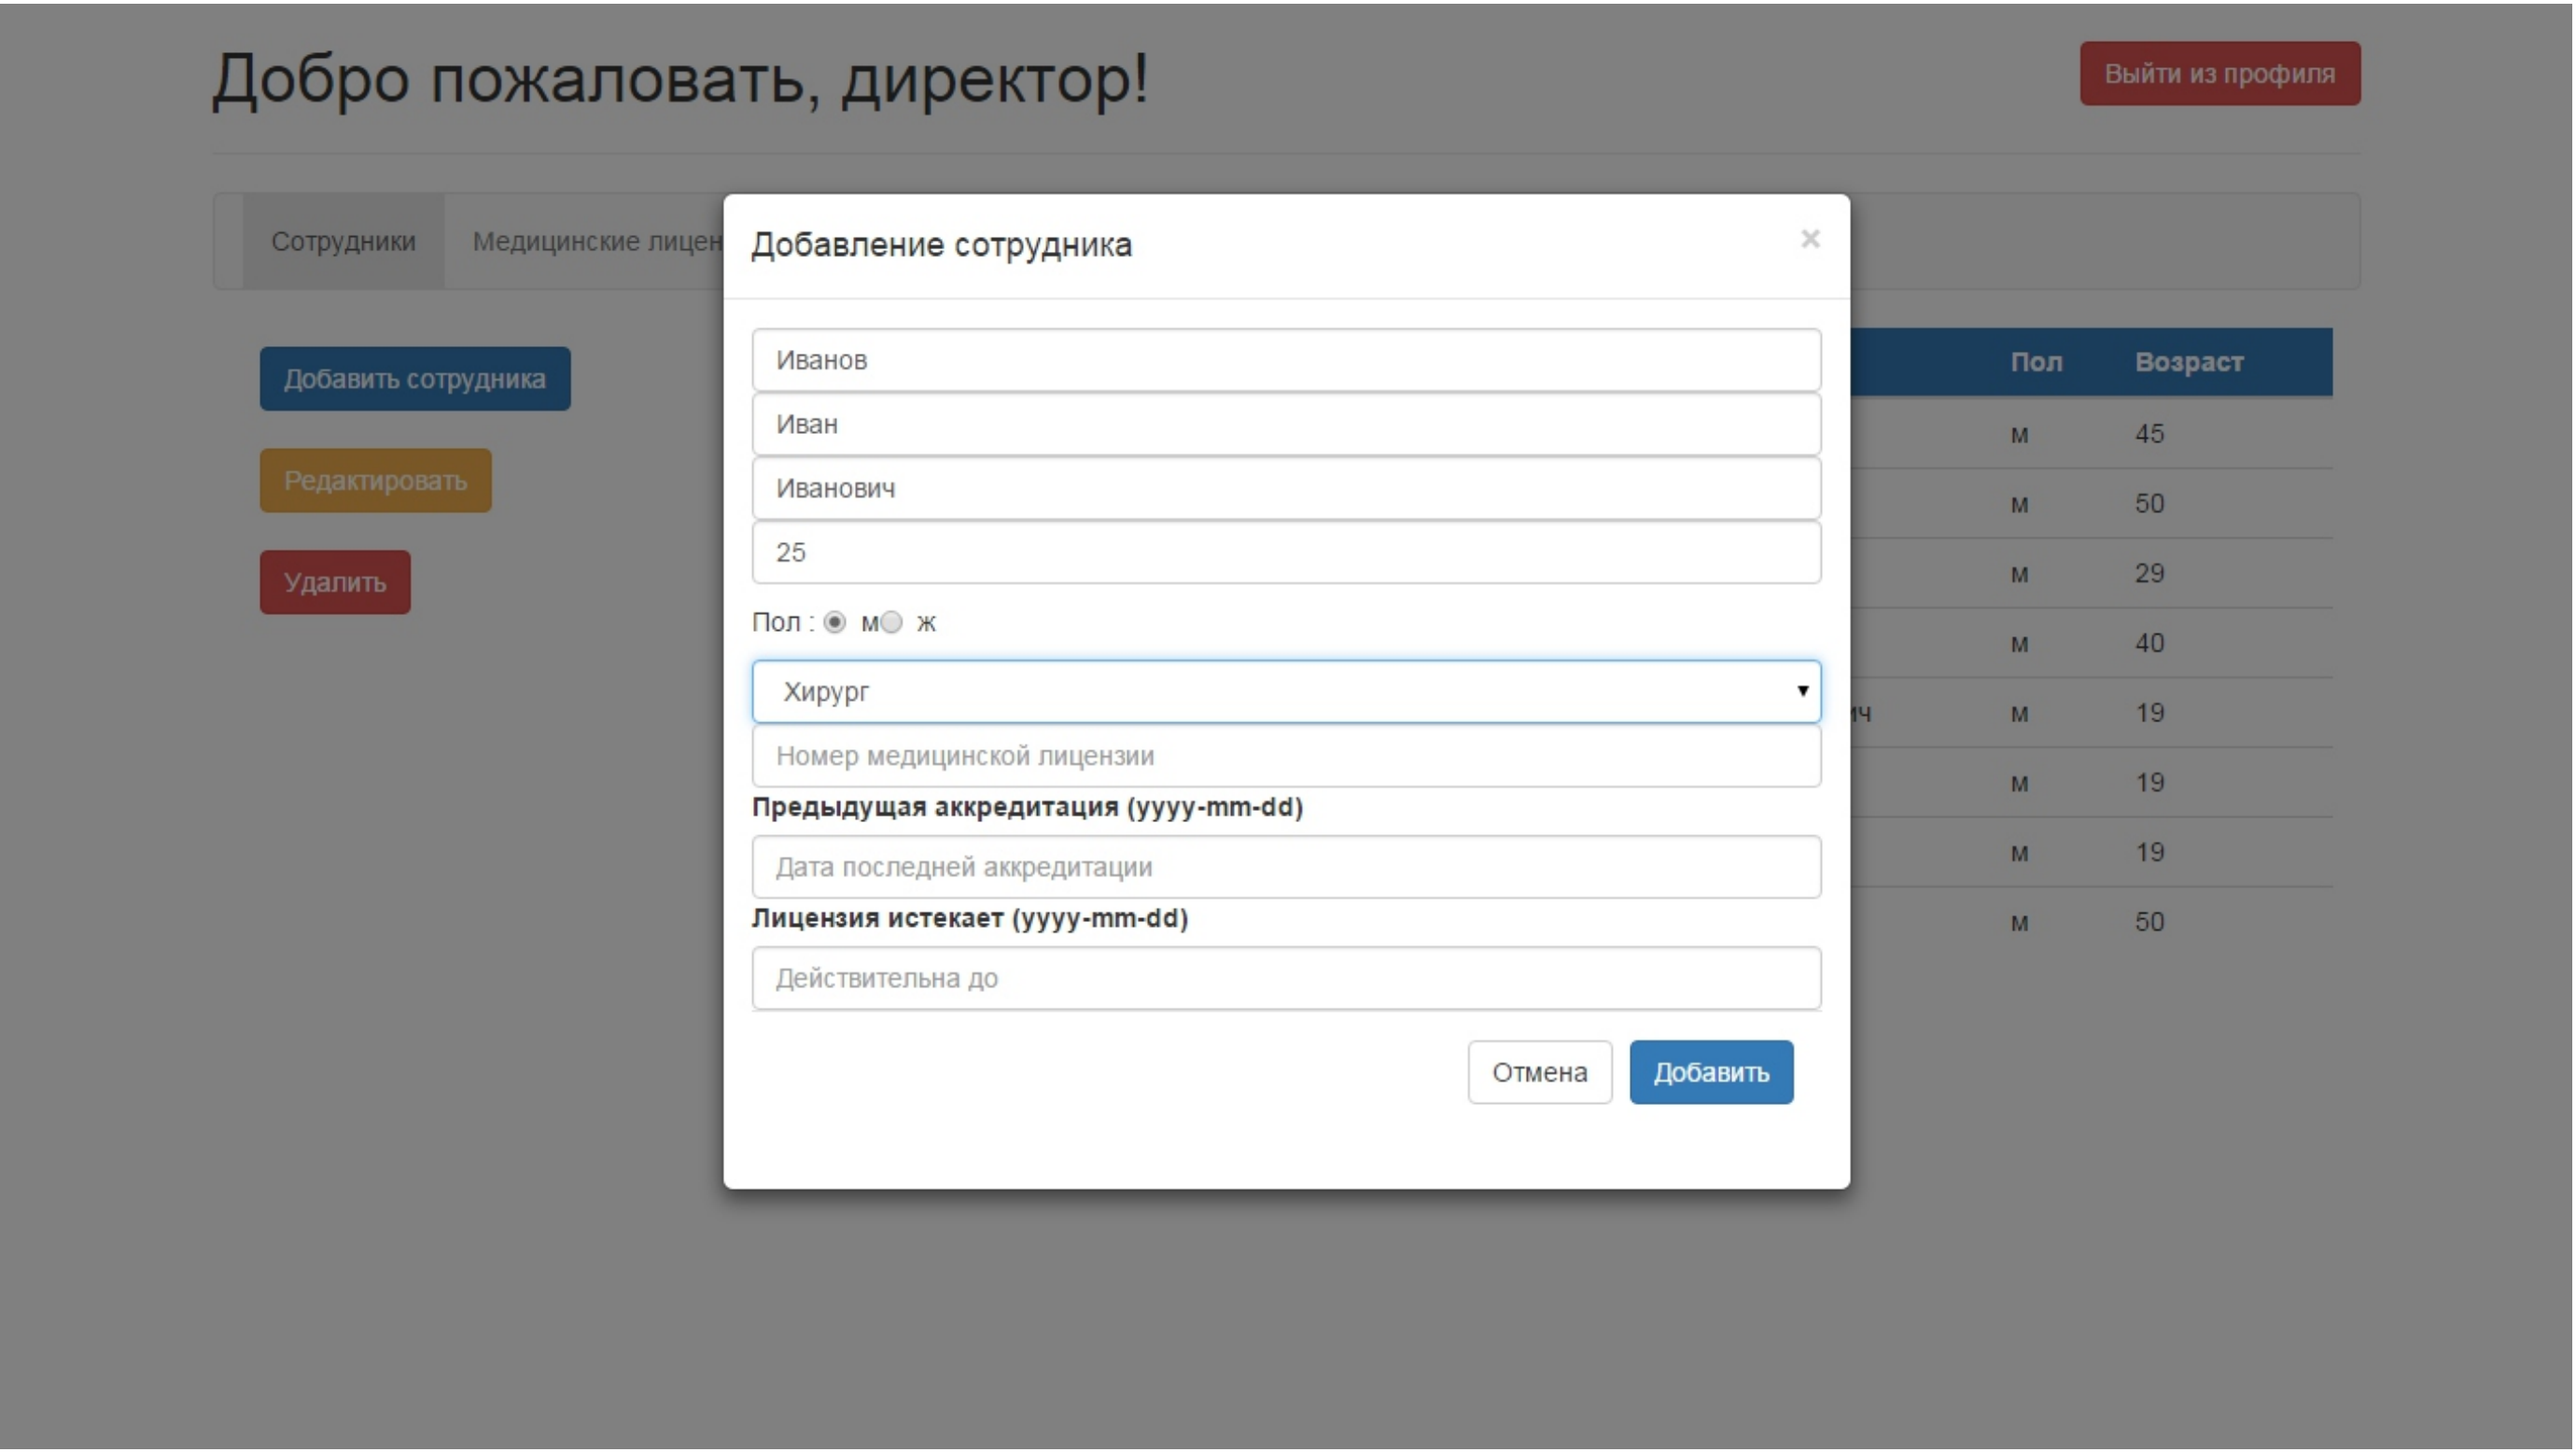 Добро пожаловать, директор!
Выйти из профиля
Сотрудники
Медицинские
Добавить сотрудника
Редактировать
Удалить
Добавление сотрудника
×
Иванов
Иван
Иванович
25
Пол : м ж
Хирург
Номер медицинской лицензии
Предыдущая аккредитация (yyyy-mm-dd)
Дата последней аккредитации
Лицензия истекает (yyyy-mm-dd)
Действительна до
Отмена
Добавить
Пол Возраст
м 45
м 50
м 29
м 40
м 19
м 19
м 19
м 50